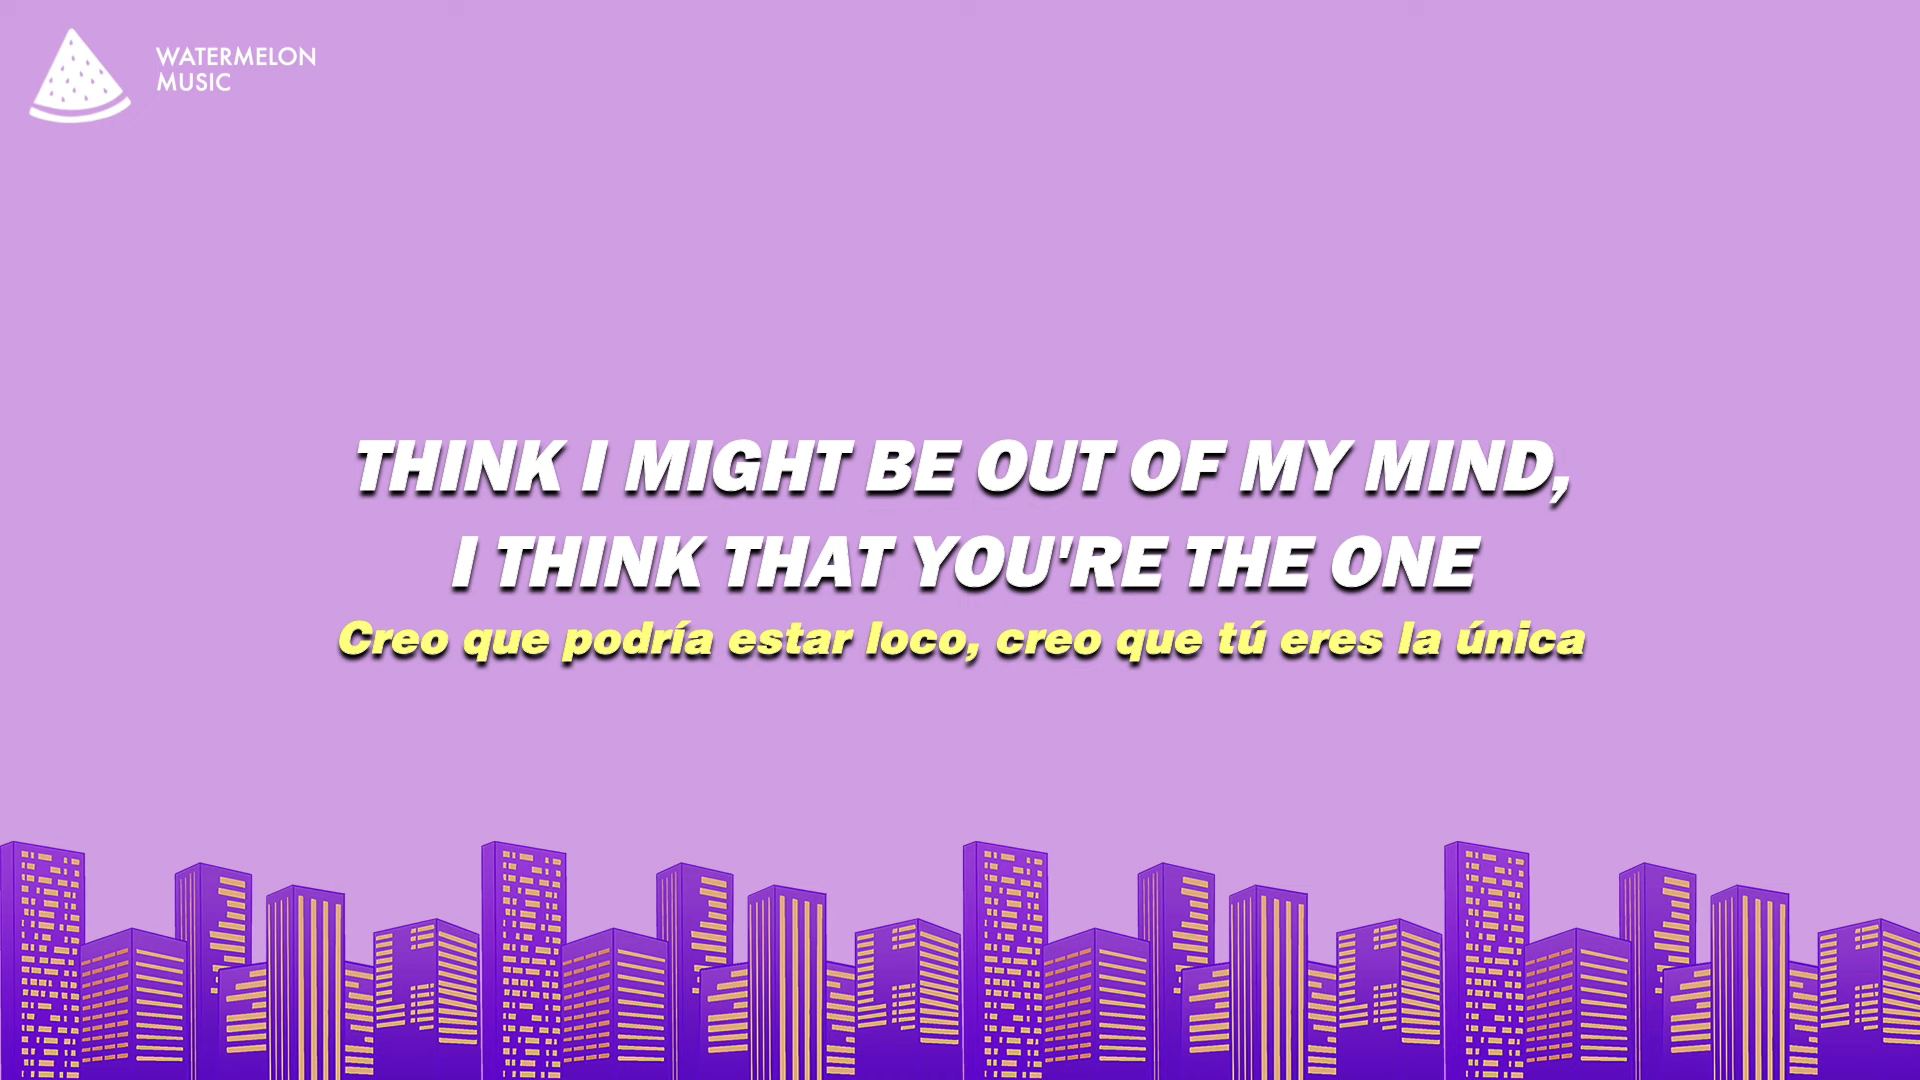 WATERMELON
MUSIC
THINK I MIGHT BE OUT OF MY MIND,
I THINK THAT YOU'RE THE ONE
Creo que podría estar loco, creo que tú eres la única